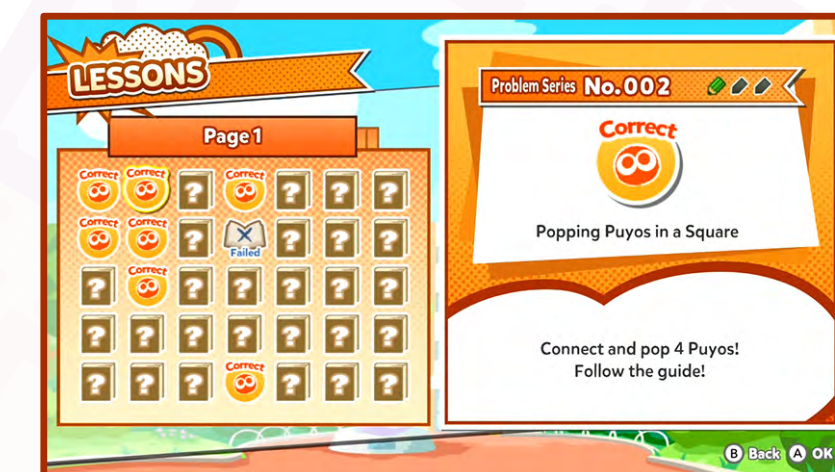 LESSONS
Page 1
Correct Correct ? Correct ? ? ?
Correct Correct ? Failed ? ? ?
? Correct ? ? ? ? ?
? ? ? ? ? ? ?
? ? ? Correct ? ? ?
Problem Series No.002
Correct
Popping Puyos in a Square
Connect and pop 4 Puyos!
Follow the guide!
B Back A OK